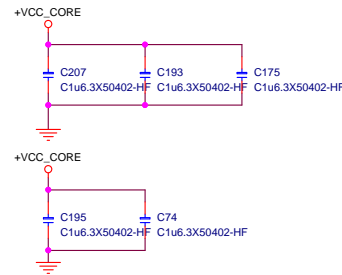 +VCC_CORE
C207 C193 C175
C1u6.3X50402-HF C1u6.3X50402-HF C1u6.3X50402-HF
+VCC_CORE
C195 C74
C1u6.3X50402-HF C1u6.3X50402-HF